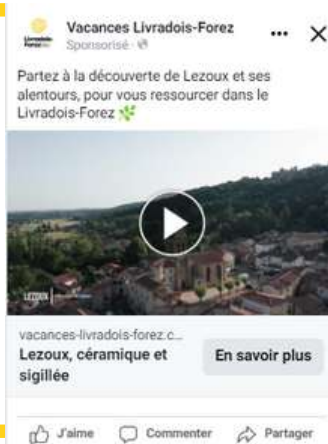 Vacances Livradois-Forez
Sponsorisé
Partez à la découverte de Lezoux et ses
alentours, pour vous ressourcer dans le
Livradois-Forez
LEZOUX
vacances-livradois-forez.c...
Lezoux, céramique et
sigillée
En savoir plus
J'aime
Commenter
Partager